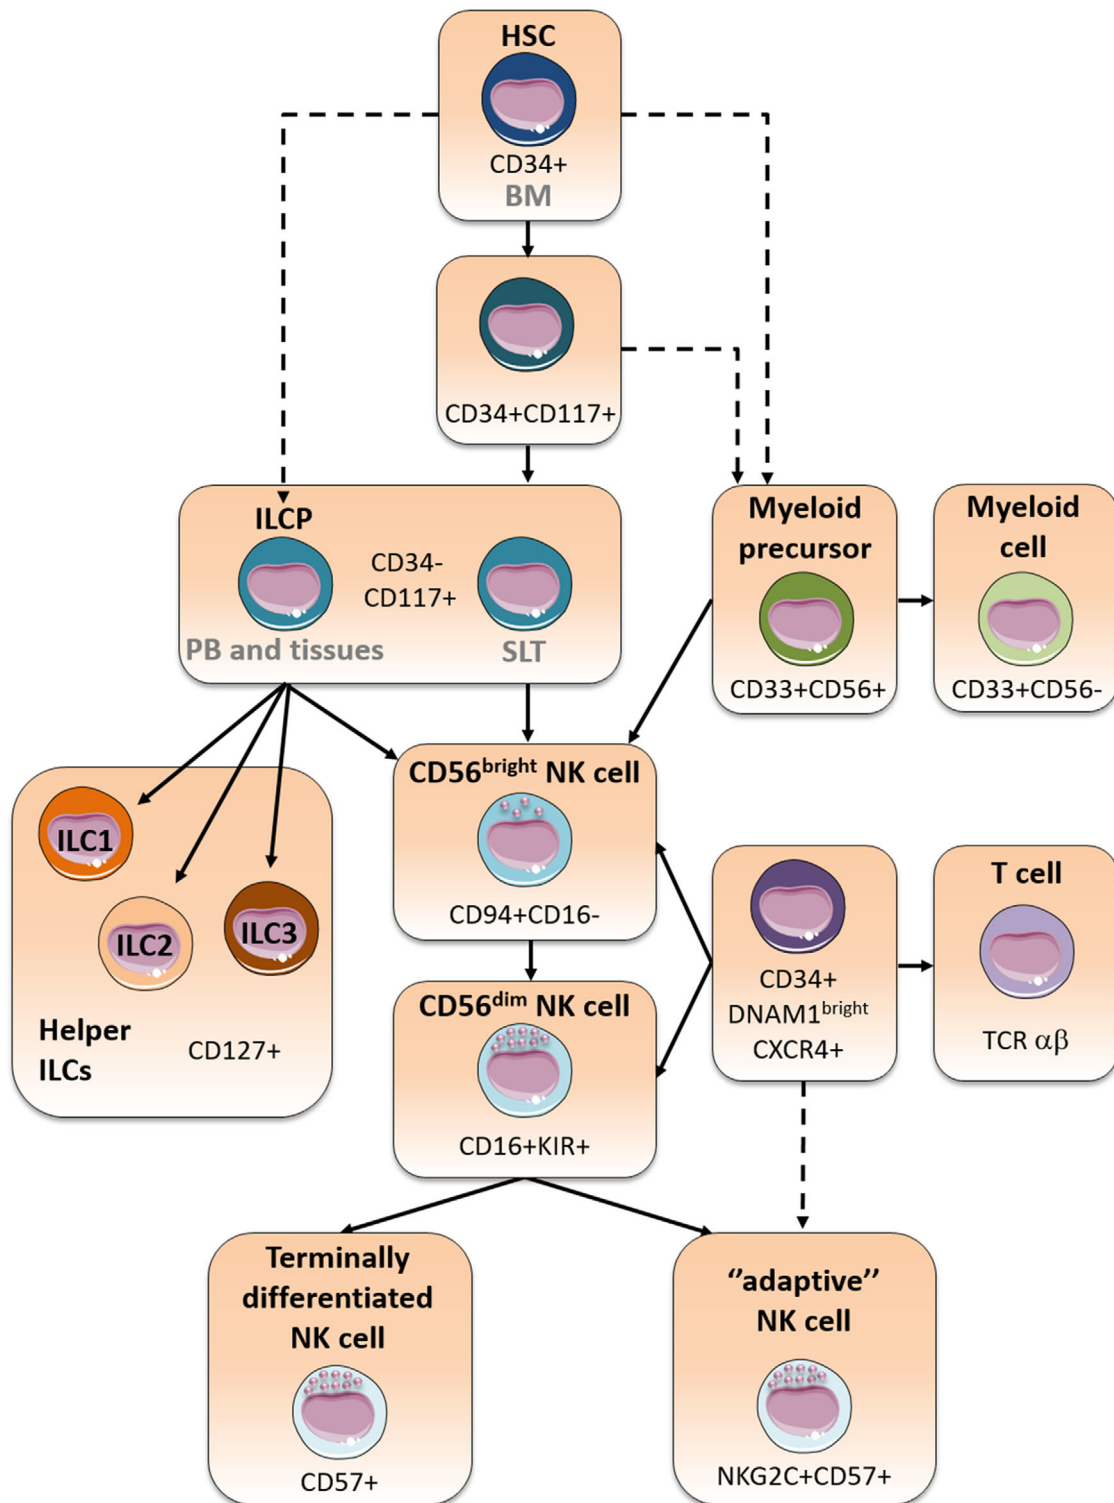 HSC
CD34+
BM
CD34+CD117+
ILCP
CD34-
CD117+
PB and tissues
SLT
Myeloid
precursor
CD33+CD56+
Myeloid
cell
CD33+CD56-
CD56bright NK cell
CD94+CD16-
ILC1
ILC2
ILC3
Helper
ILCs
CD127+
CD56dim NK cell
CD16+KIR+
CD34+
DNAM1bright
CXCR4+
T cell
TCR αβ
Terminally
differentiated
NK cell
CD57+
‘’adaptive’’
NK cell
NKG2C+CD57+